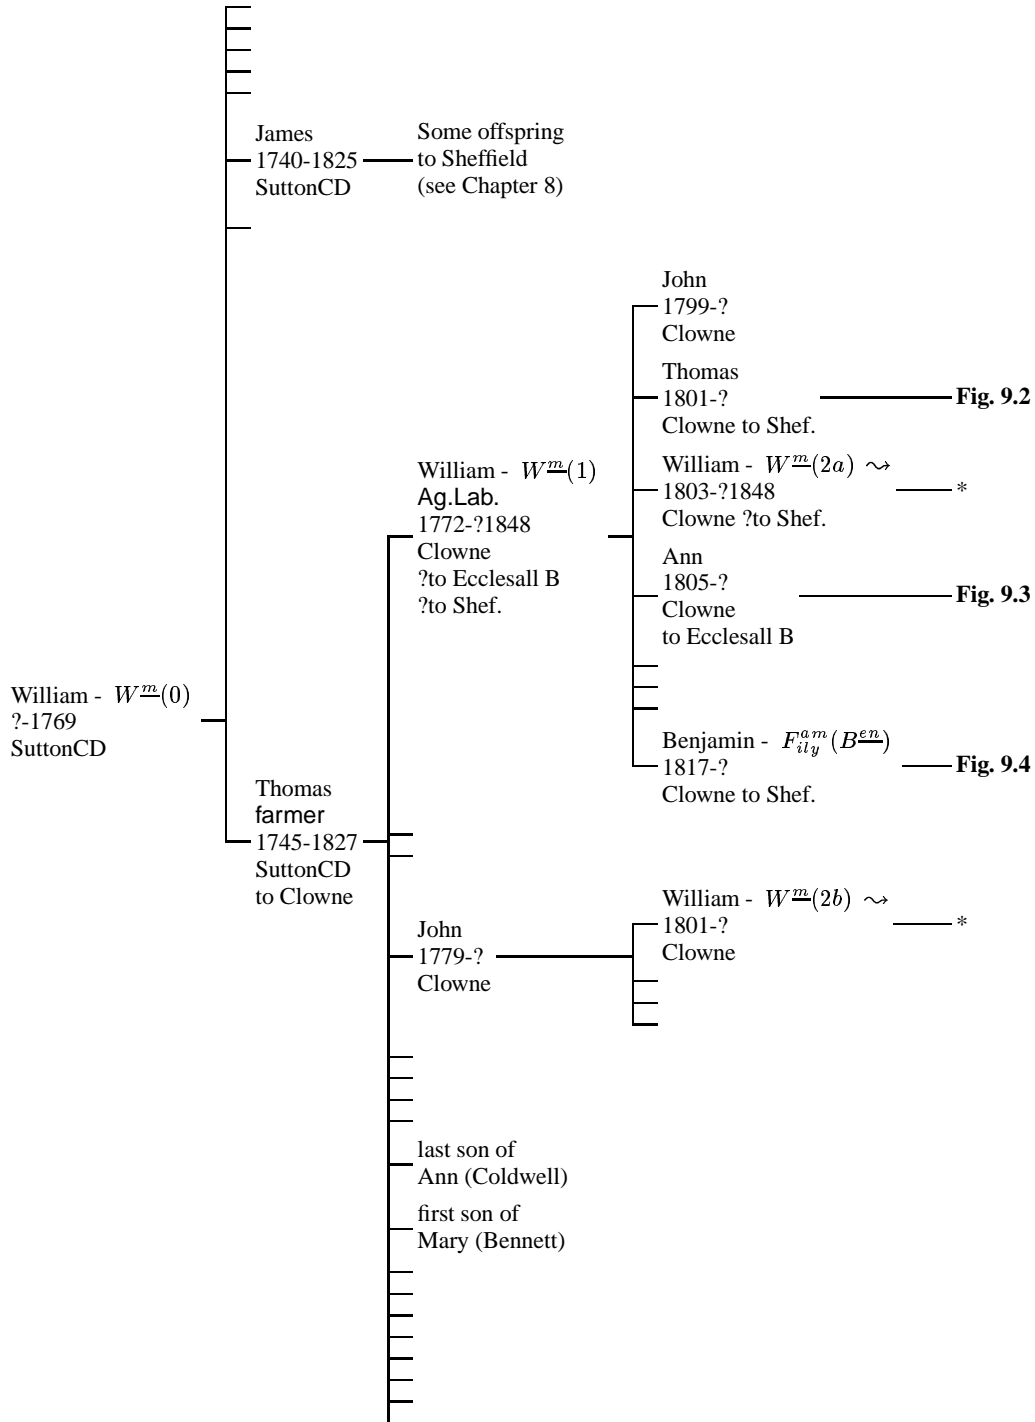 James
1740-1825
SuttonCD
Some offspring
to Sheffield
(see Chapter 8)
John
1799-?
Clowne
Thomas
1801-?
Clowne to Shef.
Fig. 9.2
William - W^m(1)
Ag.Lab.
1772-?1848
Clowne
?to Ecclesall B
?to Shef.
William - W^m(2a) ⤳
1803-?1848
Clowne ?to Shef.
*
Ann
1805-?
Clowne
to Ecclesall B
Fig. 9.3
William - W^m(0)
?-1769
SuttonCD
Benjamin - F^am_ily(B^en)
1817-?
Clowne to Shef.
Fig. 9.4
Thomas
farmer
1745-1827
SuttonCD
to Clowne
John
1779-?
Clowne
William - W^m(2b) ⤳
1801-?
Clowne
*
last son of
Ann (Coldwell)
first son of
Mary (Bennett)